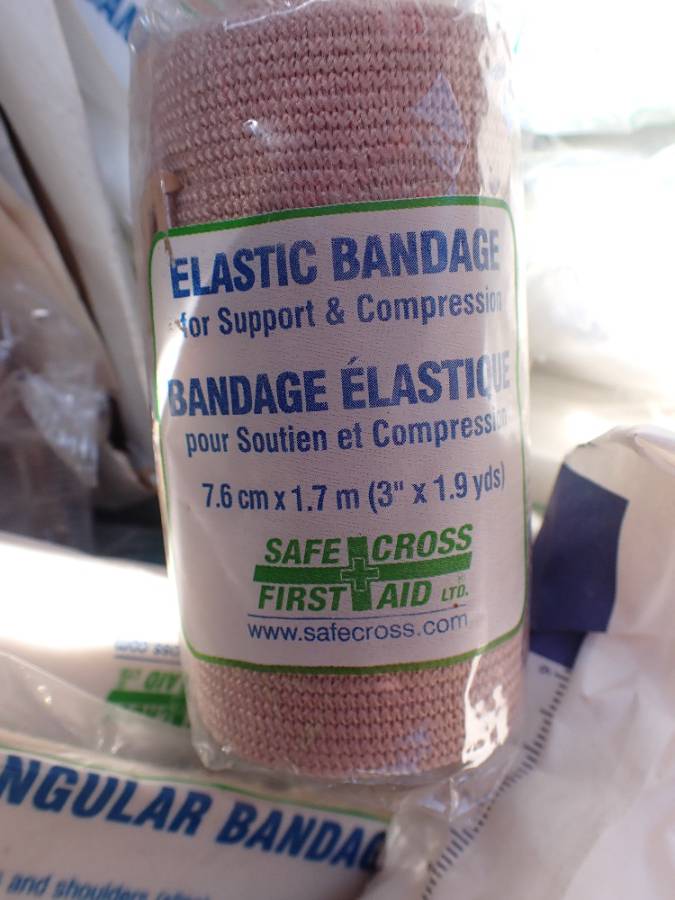 ELASTIC BANDAGE
for Support & Compression
BANDAGE ÉLASTIQUE
pour Soutien et Compression
7.6 cm x 1.7 m (3" x 1.9 yds)
SAFE CROSS
FIRST AID LTD.
www.safecross.com
NGULAR BANDAG
and shoulders